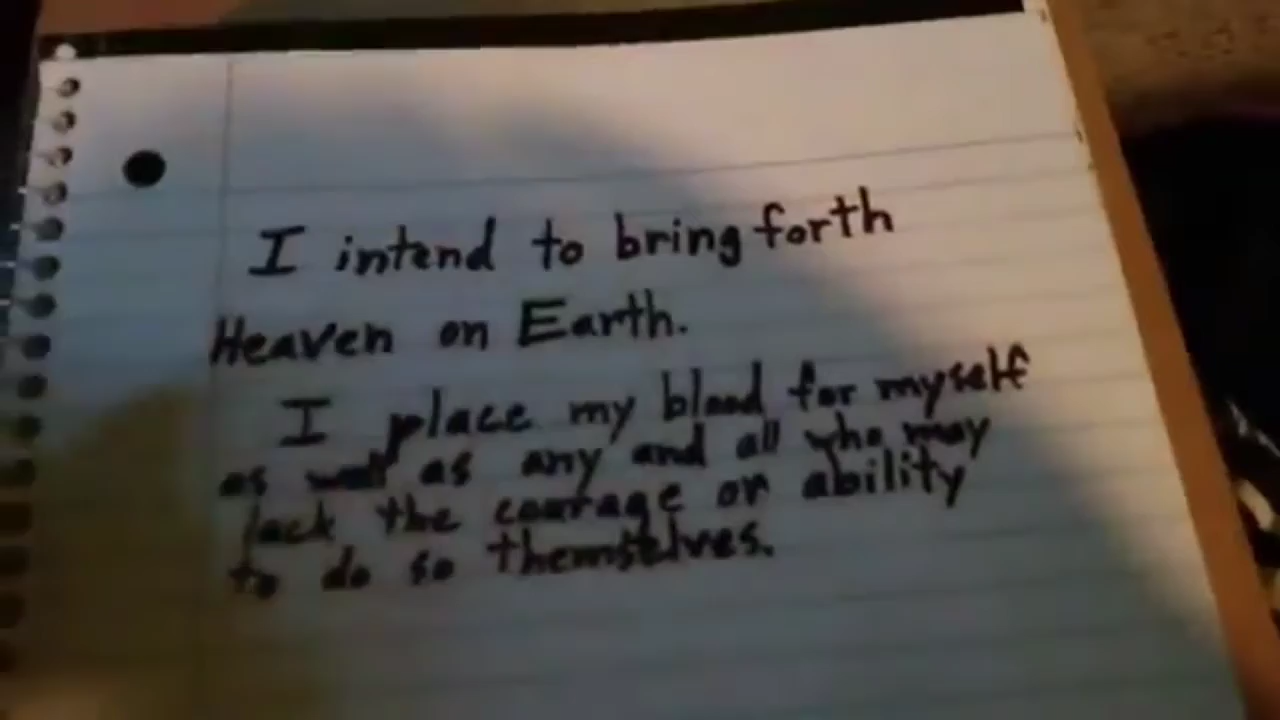 I intend to bring forth
Heaven on Earth.
I place my blood for myself
as well as any and all who may
lack the courage or ability
to do so themselves.